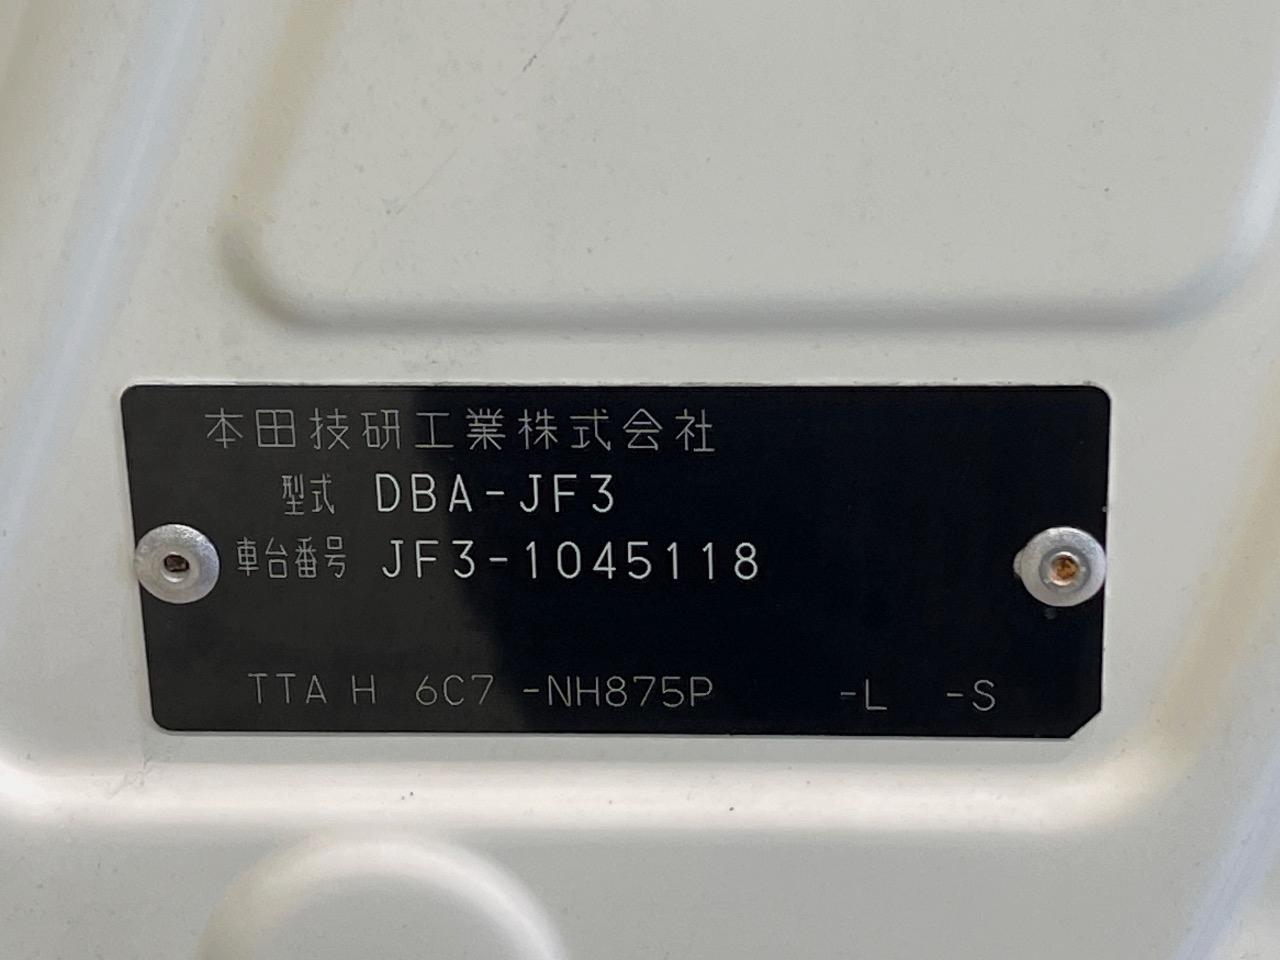 本田技研工業株式会社
型式 DBA-JF3
車台番号 JF3-1045118
TTA H 6C7 -NH875P -L -S